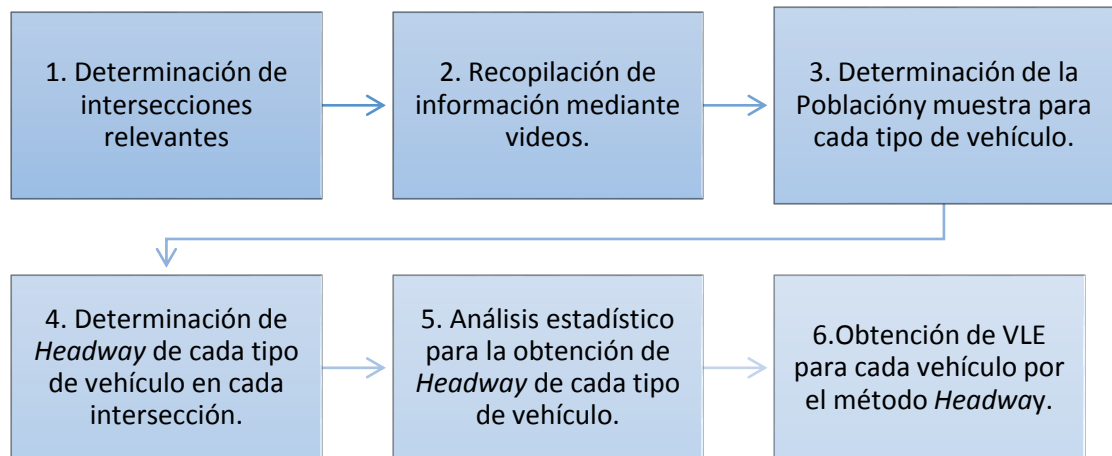 1. Determinación de
intersecciones
relevantes
2. Recopilación de
información mediante
videos.
3. Determinación de la
Poblacióny muestra para
cada tipo de vehículo.
4. Determinación de
Headway de cada tipo
de vehículo en cada
intersección.
5. Análisis estadístico
para la obtención de
Headway de cada tipo
de vehículo.
6.Obtención de VLE
para cada vehículo por
el método Headway.